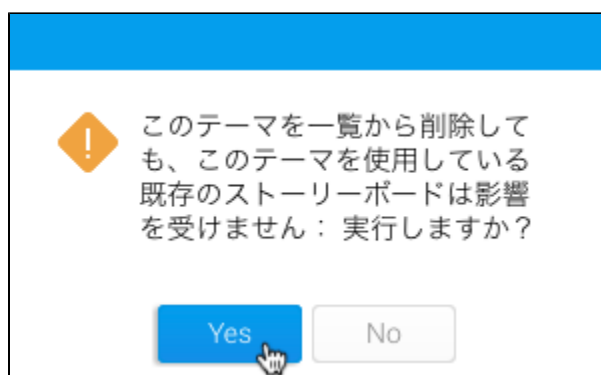 このテーマを一覧から削除して
も、このテーマを使用している
既存のストーリーボードは影響
を受けません： 実行しますか？
Yes
No